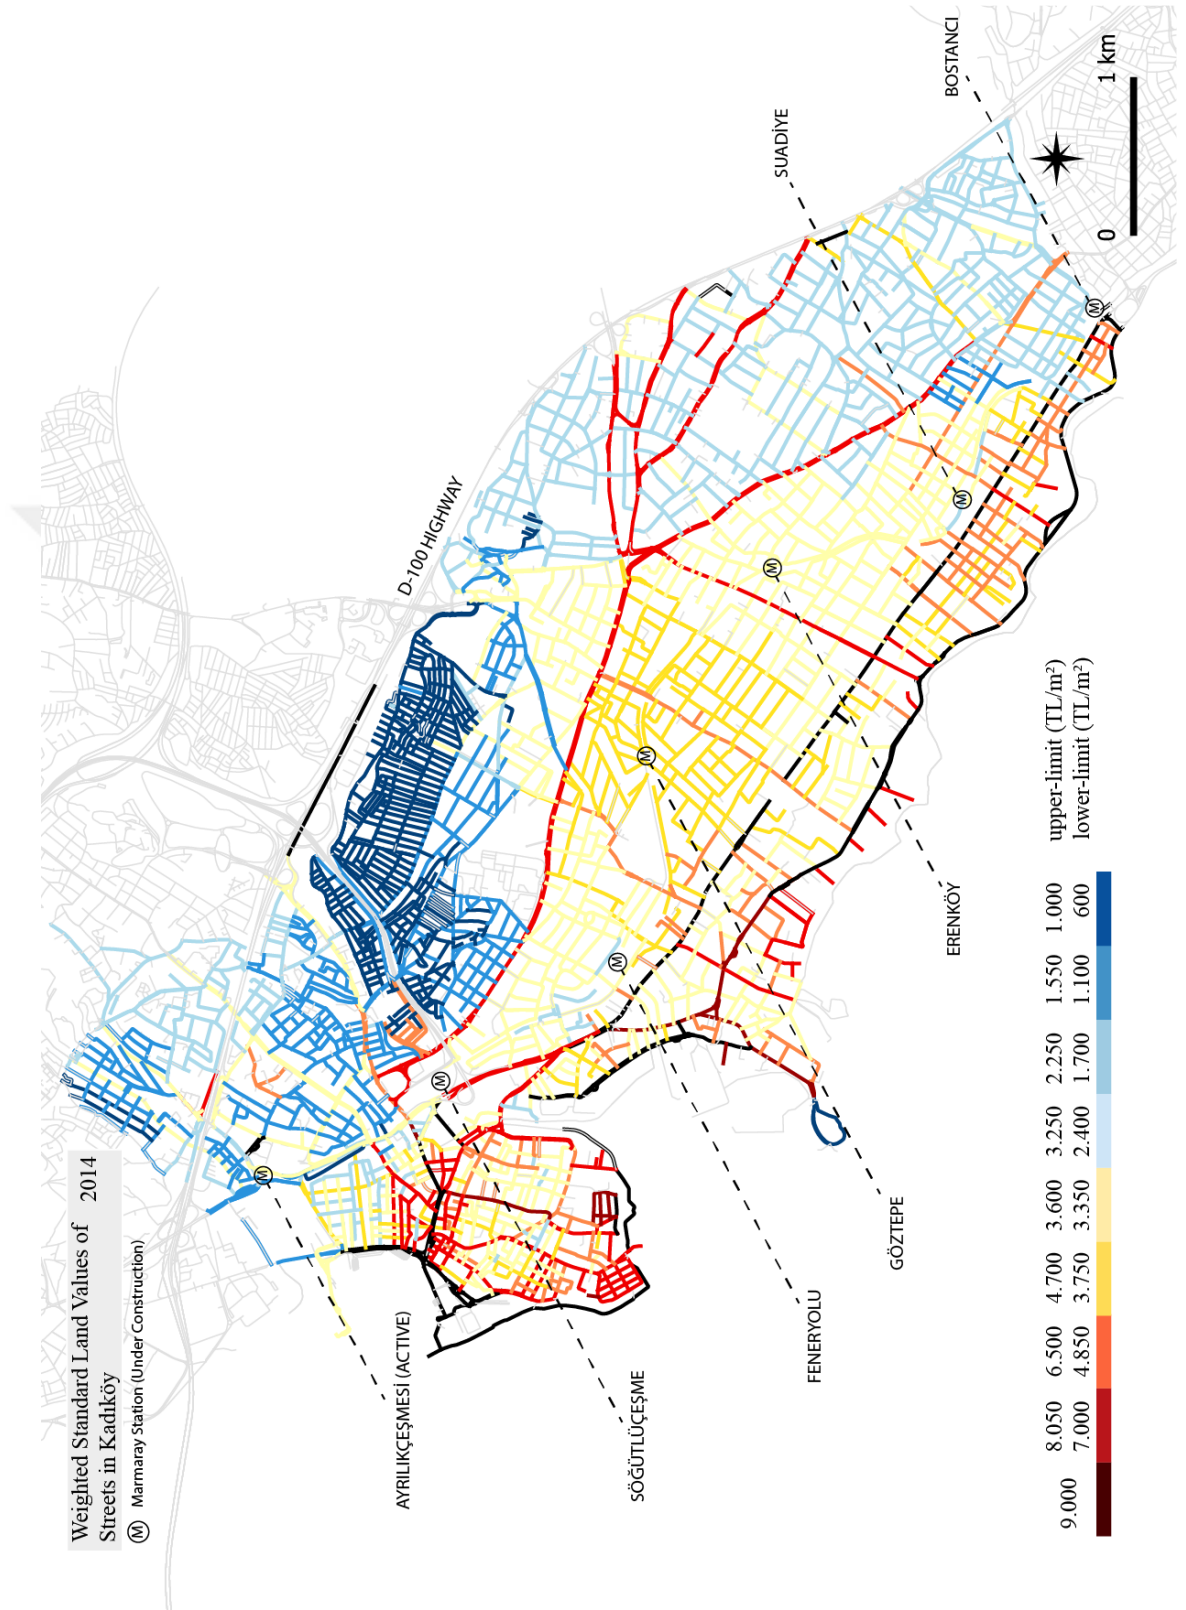 Weighted Standard Land Values of 2014
Streets in Kadıköy
M Marmaray Station (Under Construction)
D-100 HIGHWAY
BOSTANCI
SUADİYE
ERENKÖY
GÖZTEPE
FENERYOLU
SÖĞÜTLÜÇEŞME
AYRILIKÇEŞMESİ (ACTIVE)
M
M
M
M
M
M
M
0 1 km
9.000 8.050 6.500 4.700 3.600 3.250 2.250 1.550 1.000 upper-limit (TL/m²)
7.000 4.850 3.750 3.350 2.400 1.700 1.100 600 lower-limit (TL/m²)